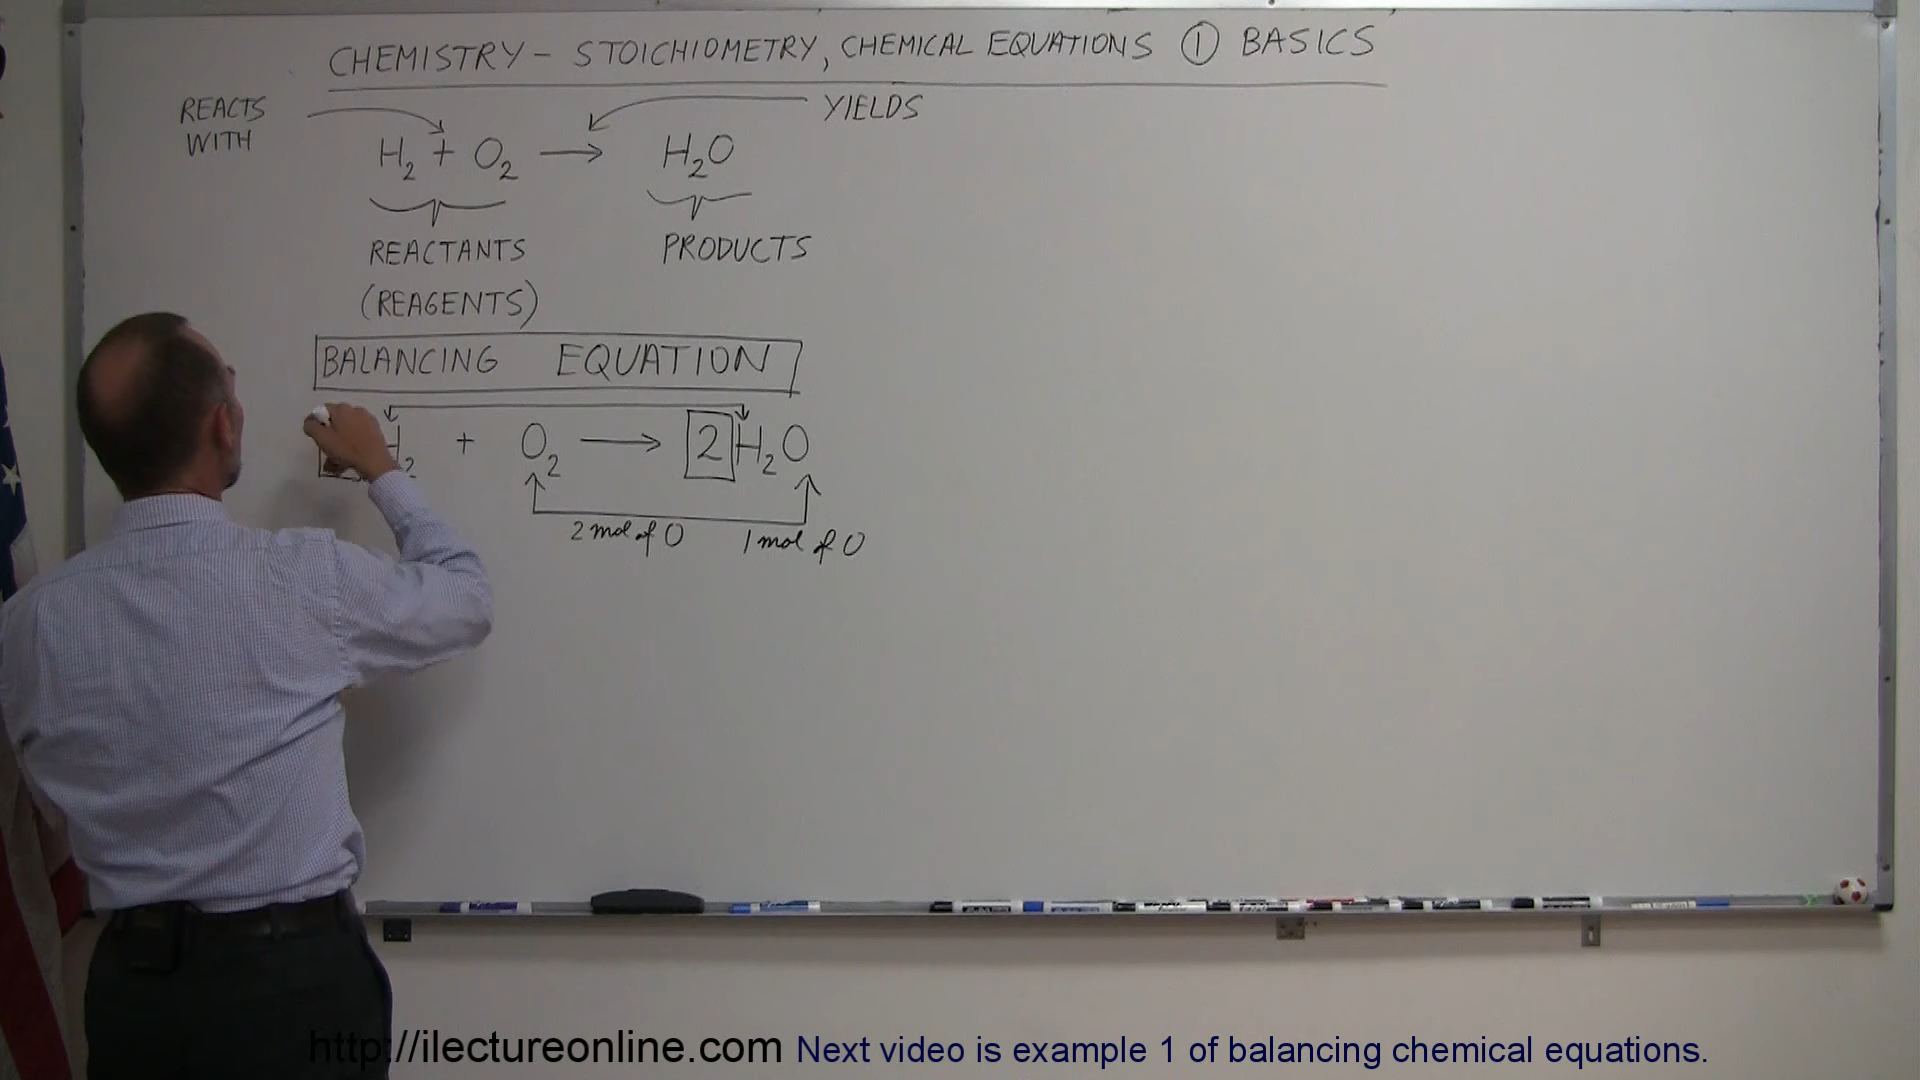 CHEMISTRY – STOICHIOMETRY, CHEMICAL EQUATIONS ① BASICS
REACTS
WITH
YIELDS
H₂ + O₂ → H₂O
REACTANTS
PRODUCTS
(REAGENTS)
BALANCING EQUATION
H₂ + O₂ → 2 H₂O
2 mol of O
1 mol of O
http://ilectureonline.com Next video is example 1 of balancing chemical equations.